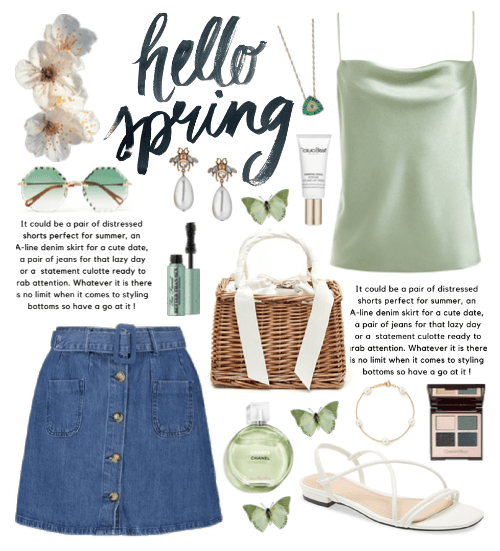 hello
spring
It could be a pair of distressed
shorts perfect for summer, an
A-line denim skirt for a cute date,
a pair of jeans for that lazy day
or a statement culotte ready to
rab attention. Whatever it is there
s no limit when it comes to styling
bottoms so have a go at it !
It could be a pair of distressed
shorts perfect for summer, an
A-line denim skirt for a cute date,
a pair of jeans for that lazy day
or a statement culotte ready to
rab attention. Whatever it is there
is no limit when it comes to styling
bottoms so have a go at it !
CHANEL